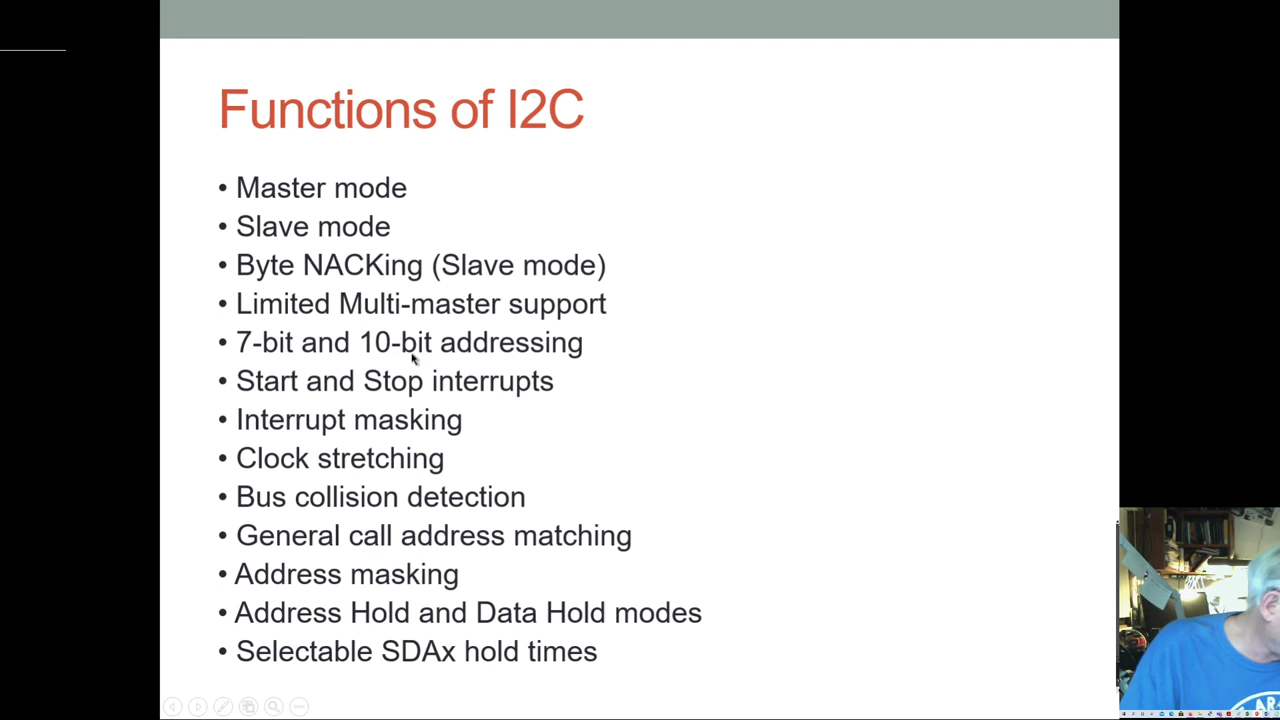 Functions of I2C
• Master mode
• Slave mode
• Byte NACKing (Slave mode)
• Limited Multi-master support
• 7-bit and 10-bit addressing
• Start and Stop interrupts
• Interrupt masking
• Clock stretching
• Bus collision detection
• General call address matching
• Address masking
• Address Hold and Data Hold modes
• Selectable SDAx hold times